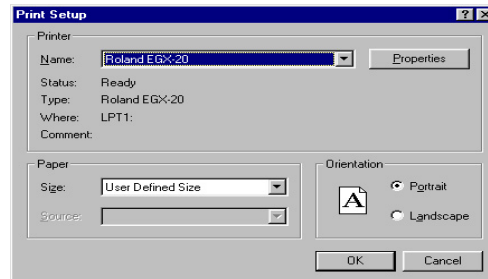 Print Setup
Printer
Name: Roland EGX-20 Properties
Status: Ready
Type: Roland EGX-20
Where: LPT1:
Comment:
Paper
Size: User Defined Size
Source:
Orientation
A
Portrait
Landscape
OK Cancel